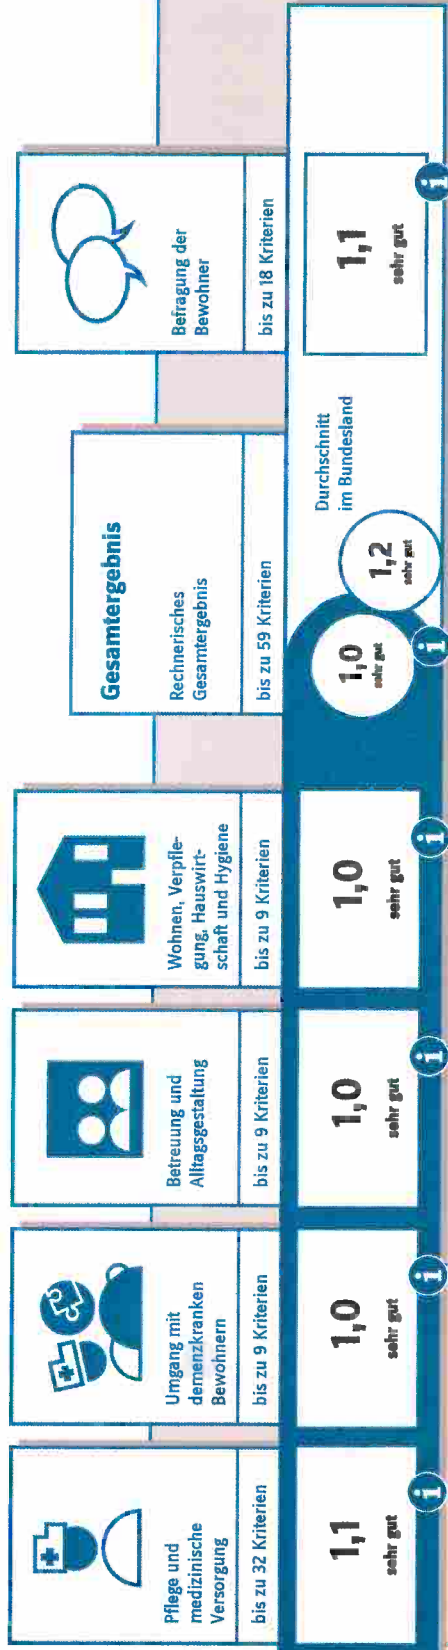 Pflege und
medizinische
Versorgung
bis zu 32 Kriterien
1,1
sehr gut
Umgang mit
demenzkranken
Bewohnern
bis zu 9 Kriterien
1,0
sehr gut
Betreuung und
Alltagsgestaltung
bis zu 9 Kriterien
1,0
sehr gut
Wohnen, Verpfle-
gung, Hauswirt-
schaft und Hygiene
bis zu 9 Kriterien
1,0
sehr gut
Gesamtergebnis
Rechnerisches
Gesamtergebnis
bis zu 59 Kriterien
1,0
sehr gut
1,2
sehr gut
Durchschnitt
im Bundesland
Befragung der
Bewohner
bis zu 18 Kriterien
1,1
sehr gut